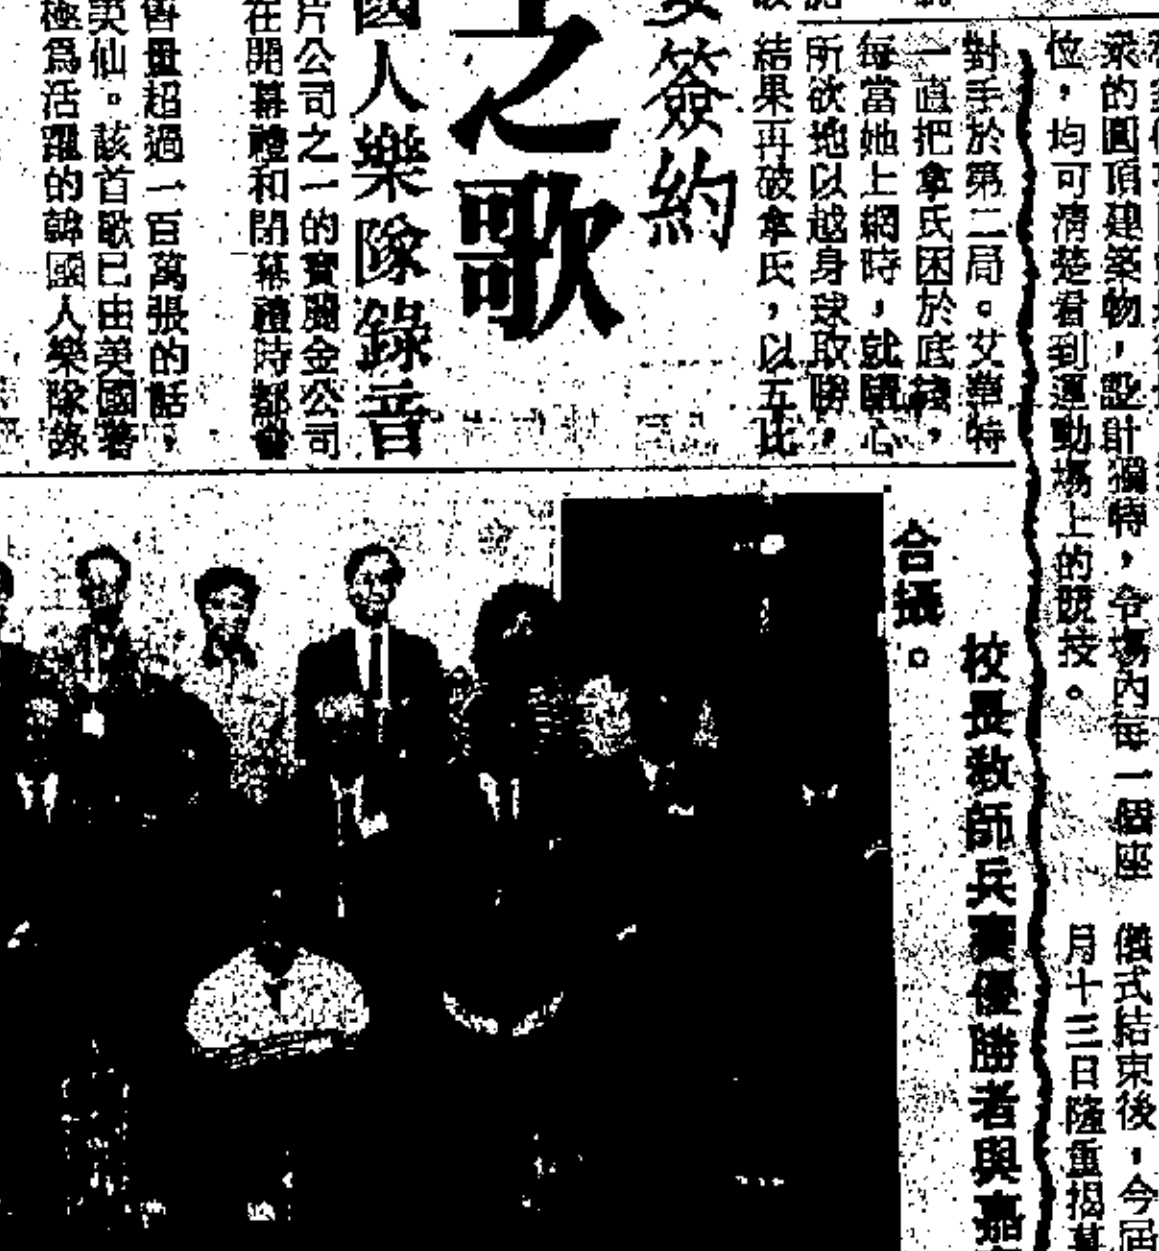 衆的圓頂建築物，設計獨特，令場內每一個座
位，均可清楚看到運動場上的競技。
儀式結束後，今屆
月十三日隆重揭幕
對手於第二局。艾華特
一直把拿氏困於底綫，
每當她上網時，就隨心
所欲地以越身球取勝，
結果再破拿氏，以五比
簽約
之歌
國人樂隊錄音
片公司之一的寶麗金公司
在開幕禮和閉幕禮時都會
超過一百萬張的話，
英仙。該首歌已由英國著
極爲活躍的韓國人樂隊錄
校長教師乒賽優勝者與嘉
合攝。